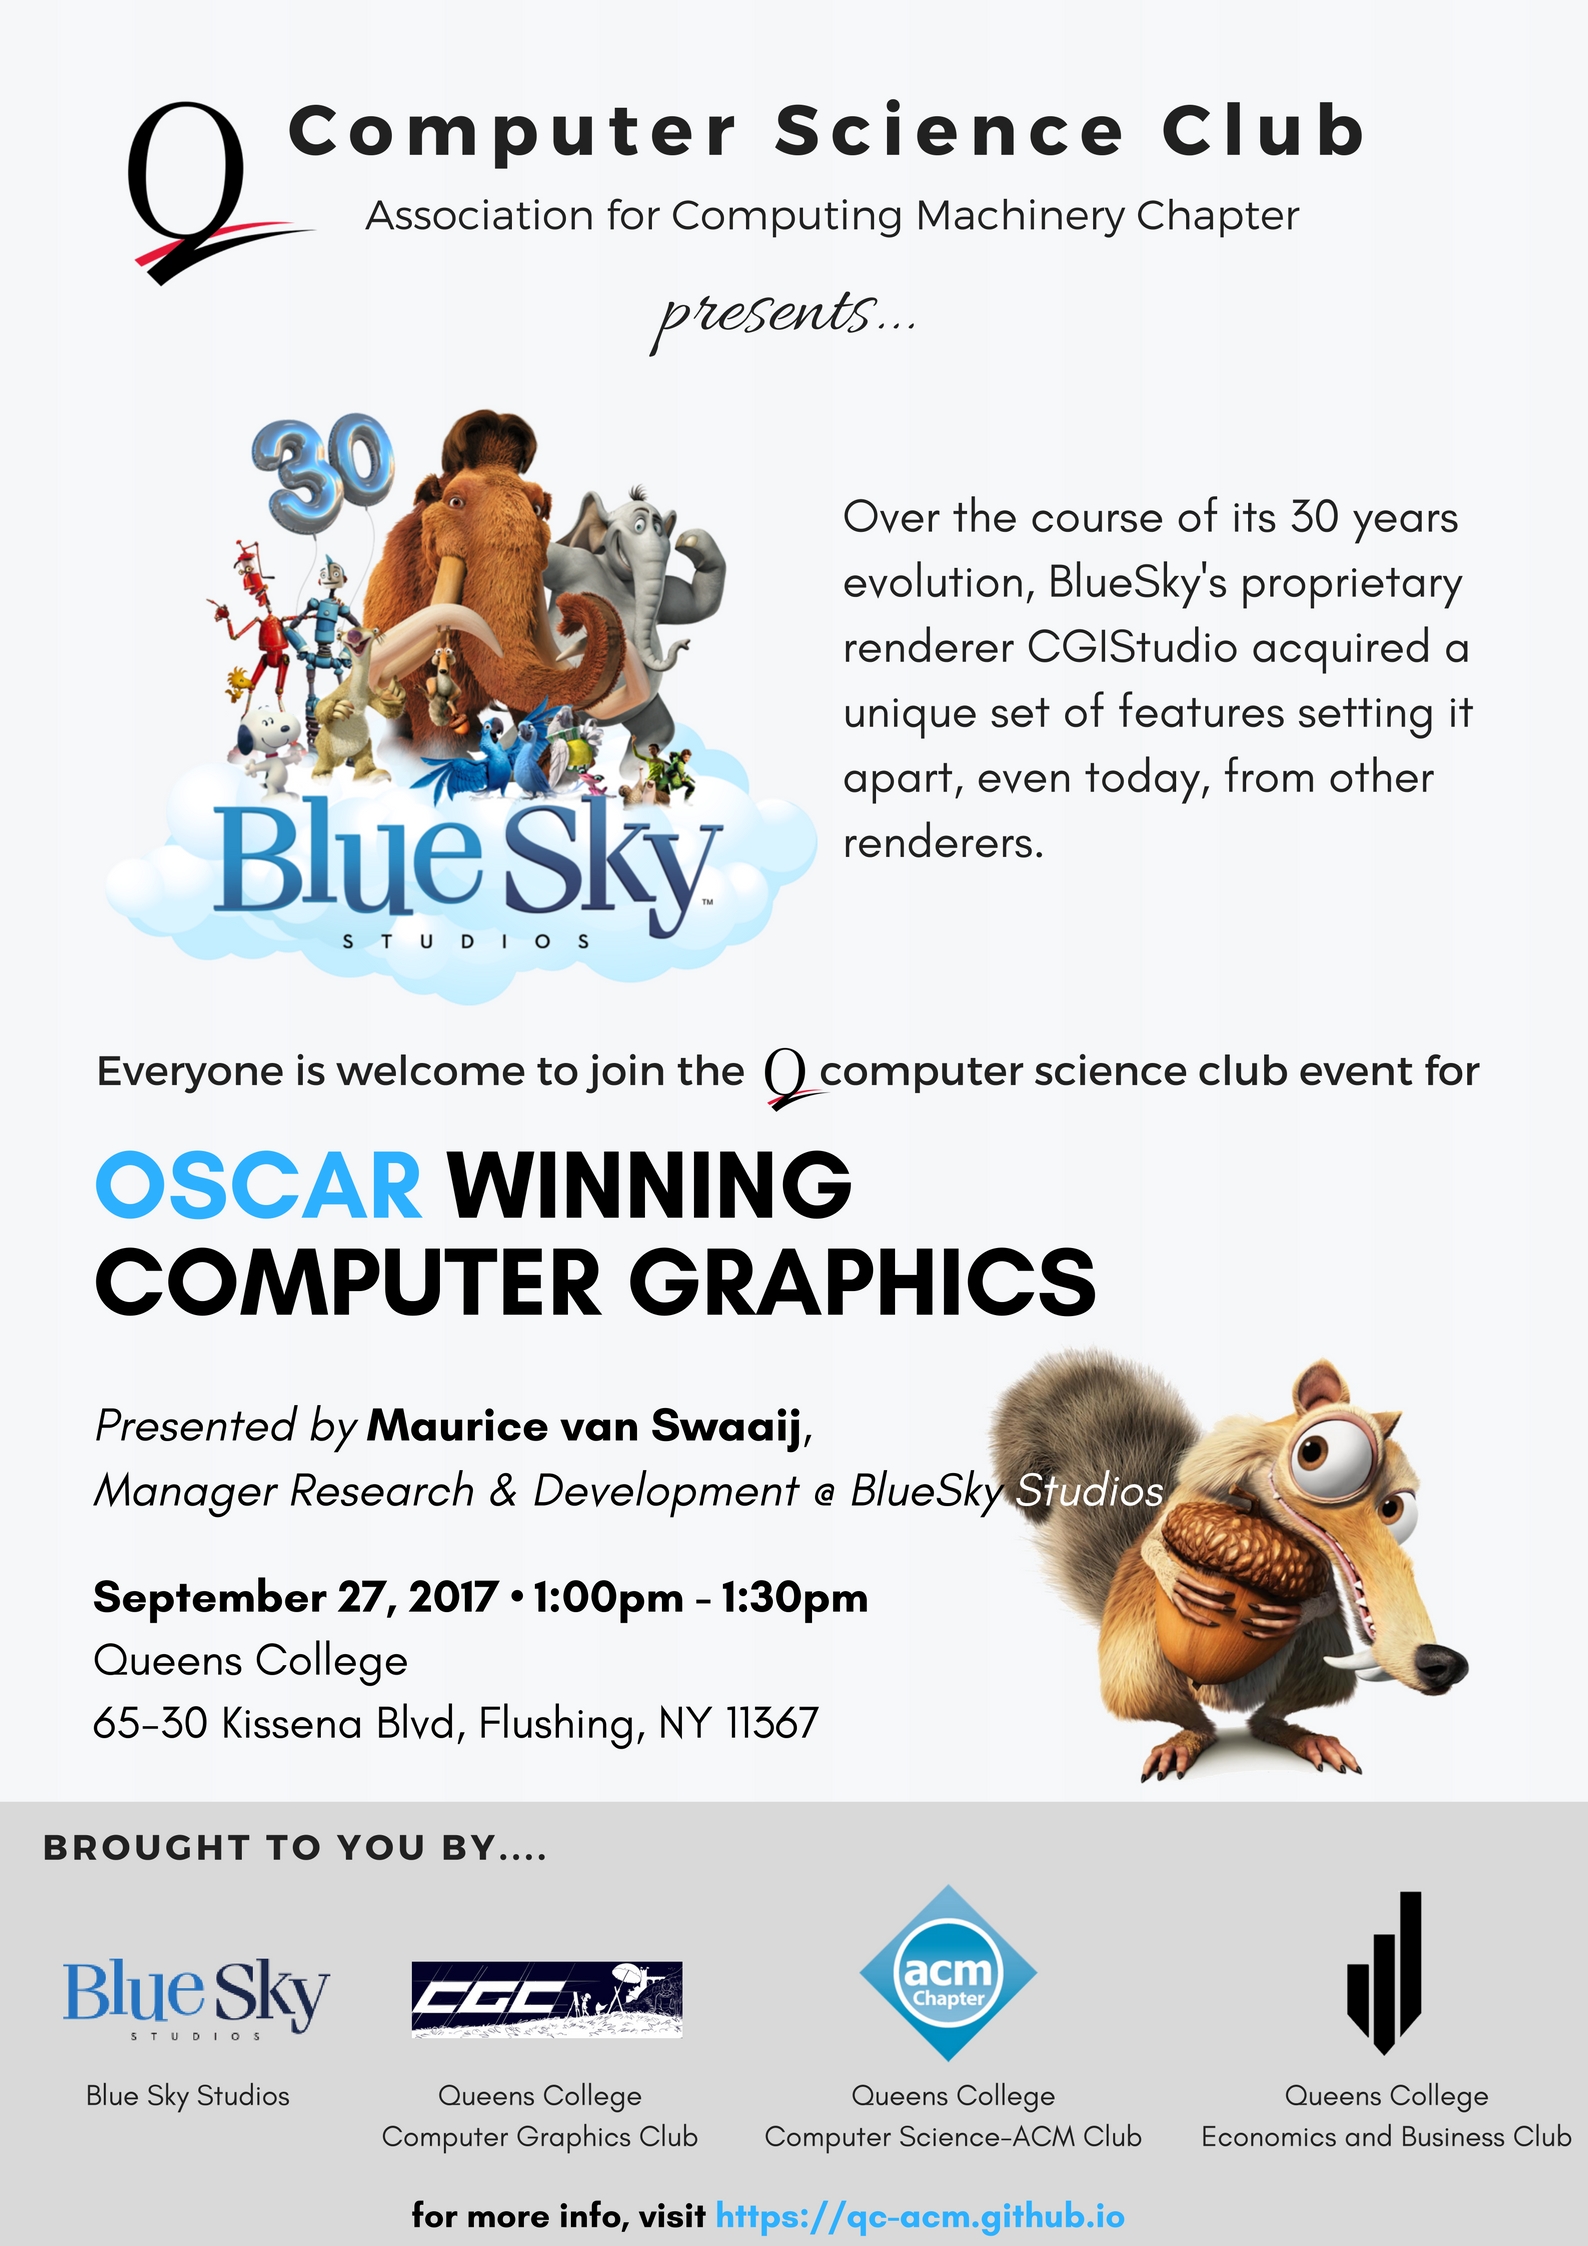 Q Computer Science Club
Association for Computing Machinery Chapter
presents...
30
Over the course of its 30 years
evolution, BlueSky's proprietary
renderer CGIStudio acquired a
unique set of features setting it
apart, even today, from other
renderers.
Blue Sky™
STUDIOS
Everyone is welcome to join the Q computer science club event for
OSCAR WINNING
COMPUTER GRAPHICS
Presented by Maurice van Swaaij,
Manager Research & Development @ BlueSky Studios
September 27, 2017 • 1:00pm - 1:30pm
Queens College
65-30 Kissena Blvd, Flushing, NY 11367
BROUGHT TO YOU BY....
Blue Sky
STUDIOS
Blue Sky Studios
CGC
Queens College
Computer Graphics Club
acm
Chapter
Queens College
Computer Science-ACM Club
Queens College
Economics and Business Club
for more info, visit https://qc-acm.github.io